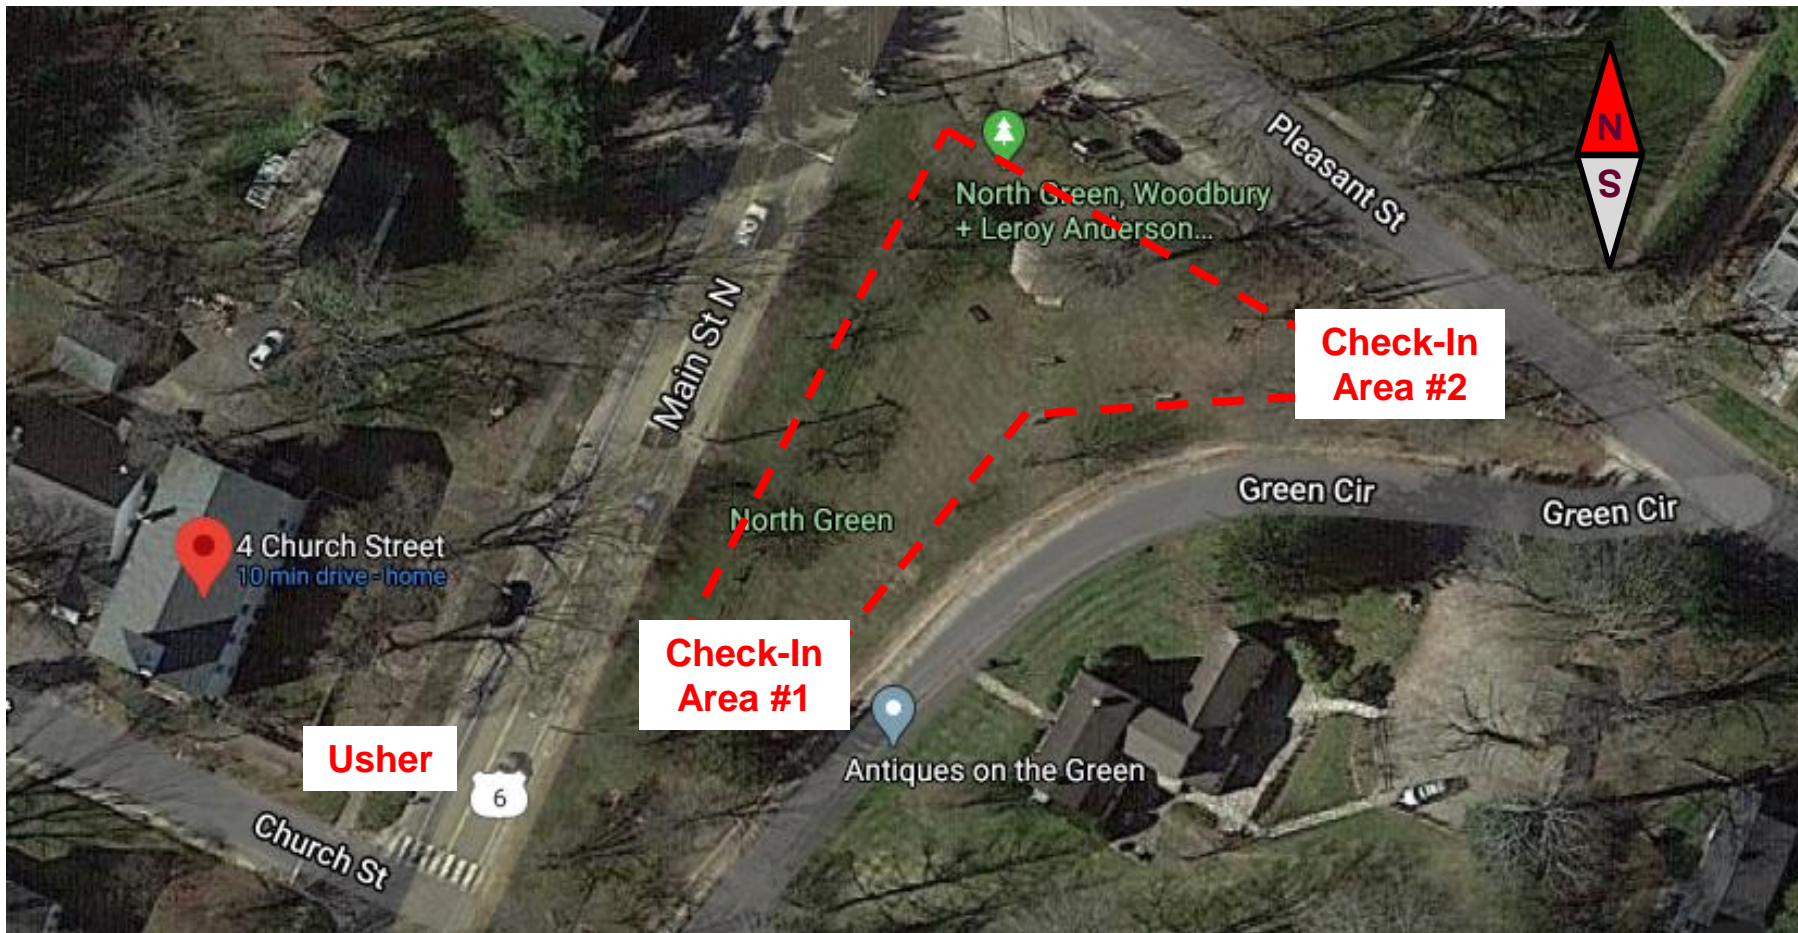 N
S
Pleasant St
North Green, Woodbury
+ Leroy Anderson...
Main St N
Check-In
Area #2
Green Cir
Green Cir
North Green
4 Church Street
10 min drive - home
Check-In
Area #1
Usher
6
Antiques on the Green
Church St